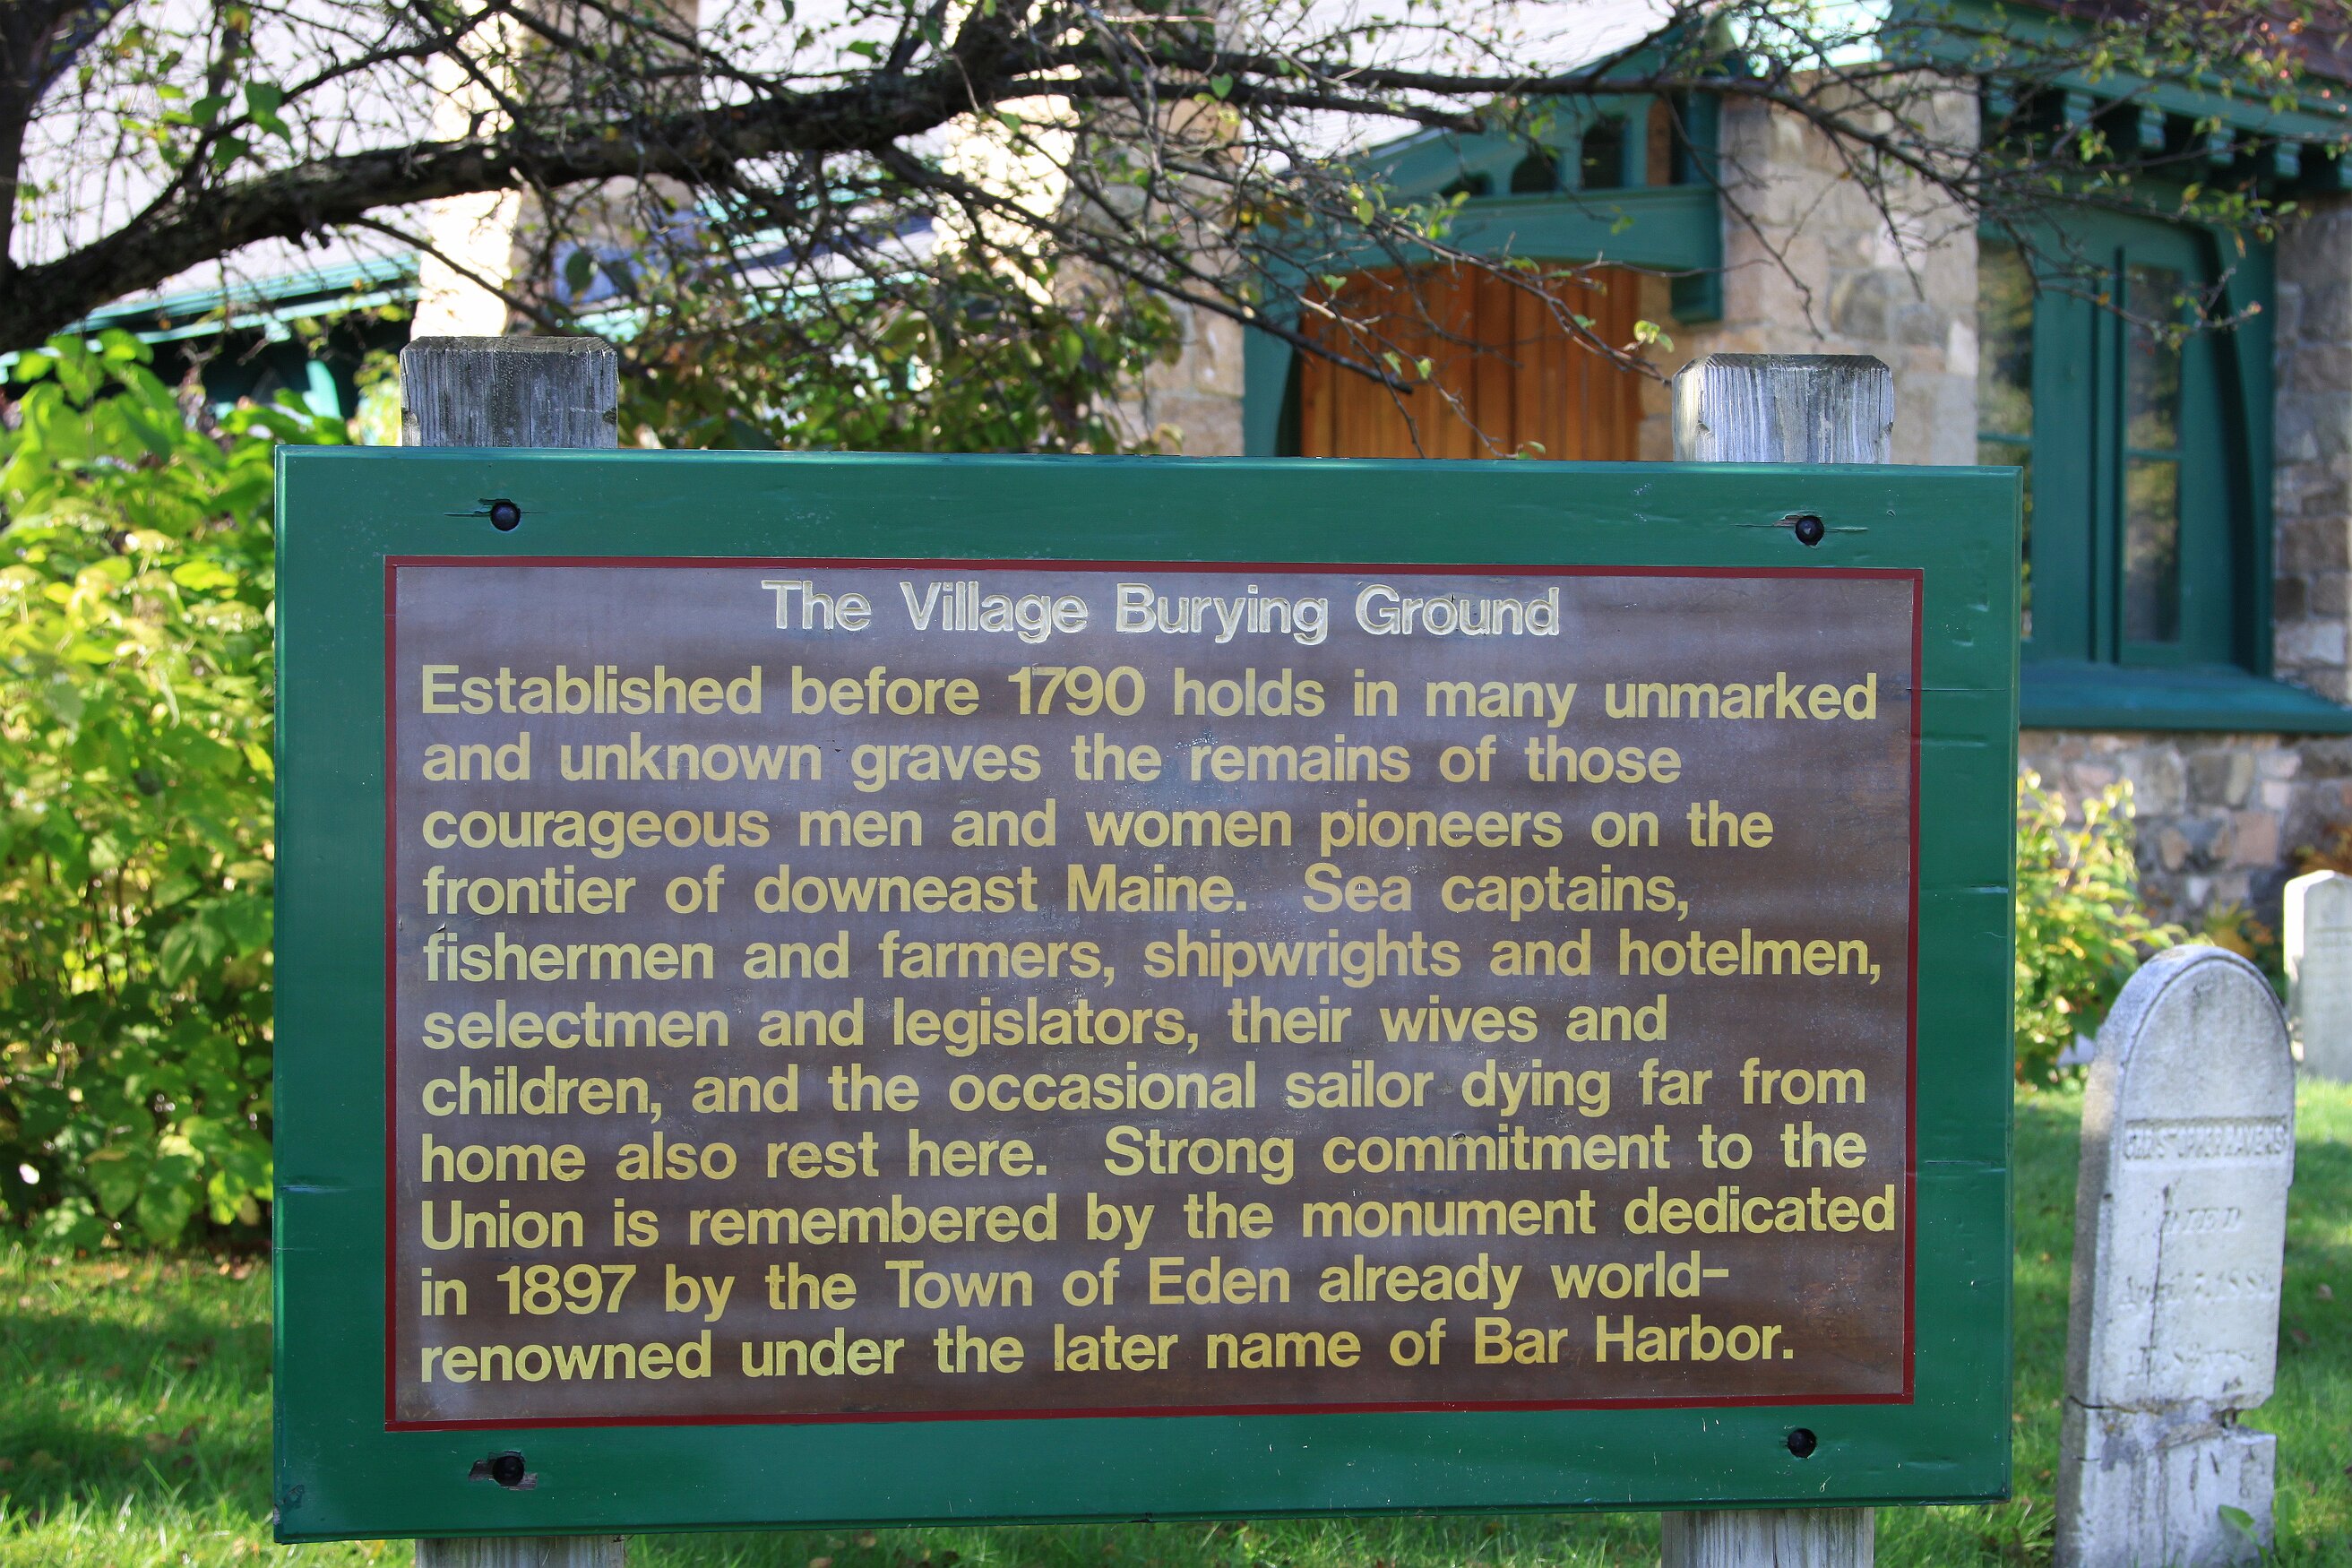 The Village Burying Ground
Established before 1790 holds in many unmarked
and unknown graves the remains of those
courageous men and women pioneers on the
frontier of downeast Maine. Sea captains,
fishermen and farmers, shipwrights and hotelmen,
selectmen and legislators, their wives and
children, and the occasional sailor dying far from
home also rest here. Strong commitment to the
Union is remembered by the monument dedicated
in 1897 by the Town of Eden already world-
renowned under the later name of Bar Harbor.
DIED